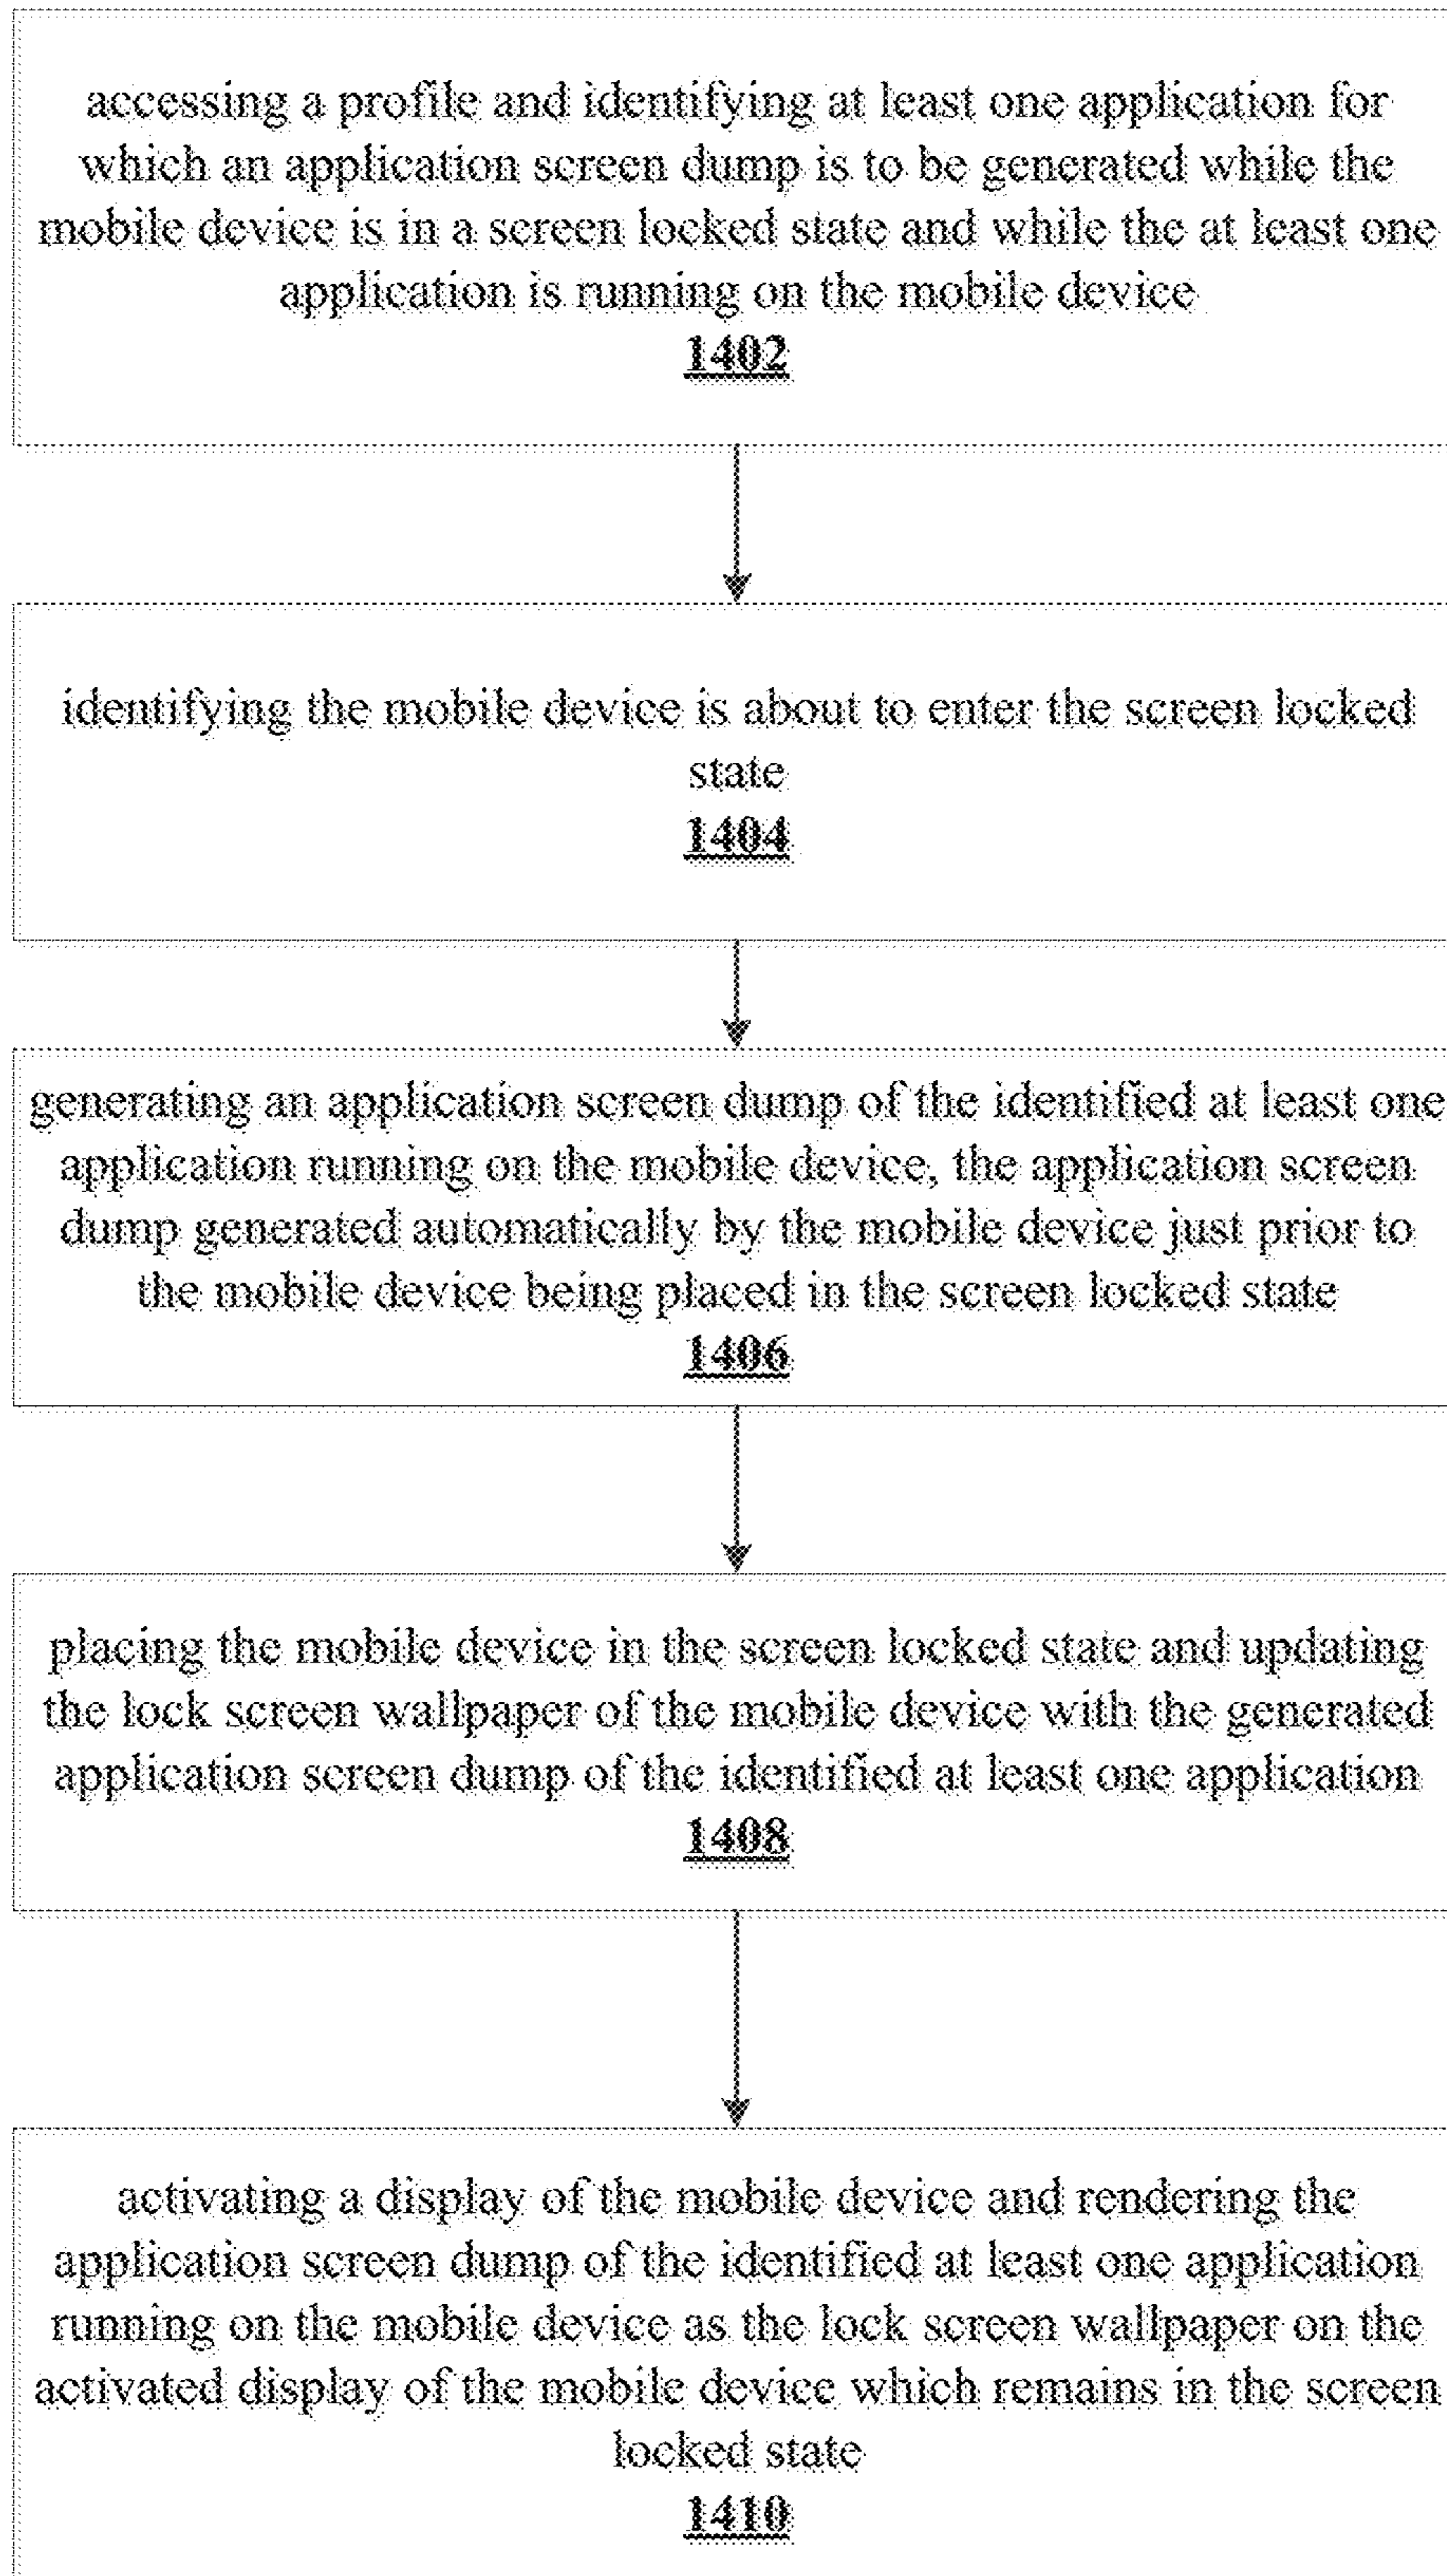 accessing a profile and identifying at least one application for
which an application screen dump is to be generated while the
mobile device is in a screen locked state and while the at least one
application is running on the mobile device
1402
identifying the mobile device is about to enter the screen locked
state
1404
generating an application screen dump of the identified at least one
application running on the mobile device, the application screen
dump generated automatically by the mobile device just prior to
the mobile device being placed in the screen locked state
1406
placing the mobile device in the screen locked state and updating
the lock screen wallpaper of the mobile device with the generated
application screen dump of the identified at least one application
1408
activating a display of the mobile device and rendering the
application screen dump of the identified at least one application
running on the mobile device as the lock screen wallpaper on the
activated display of the mobile device which remains in the screen
locked state
1410